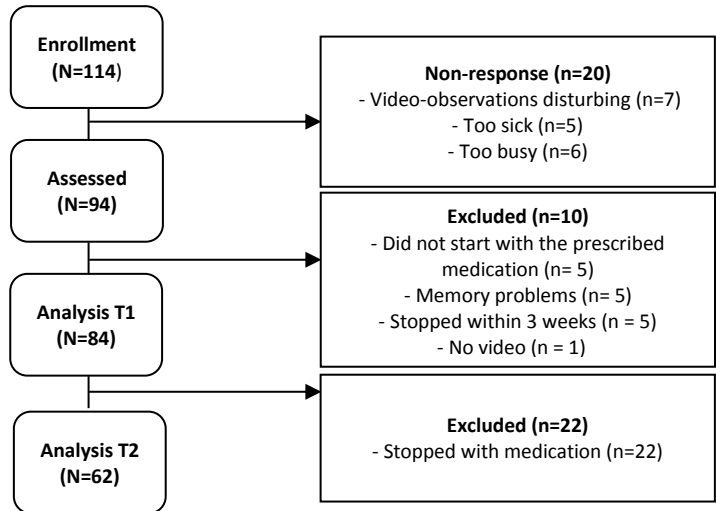 Enrollment
(N=114)
Non-response (n=20)
- Video-observations disturbing (n=7)
- Too sick (n=5)
- Too busy (n=6)
Assessed
(N=94)
Excluded (n=10)
- Did not start with the prescribed
medication (n= 5)
- Memory problems (n= 5)
- Stopped within 3 weeks (n = 5)
- No video (n = 1)
Analysis T1
(N=84)
Excluded (n=22)
- Stopped with medication (n=22)
Analysis T2
(N=62)